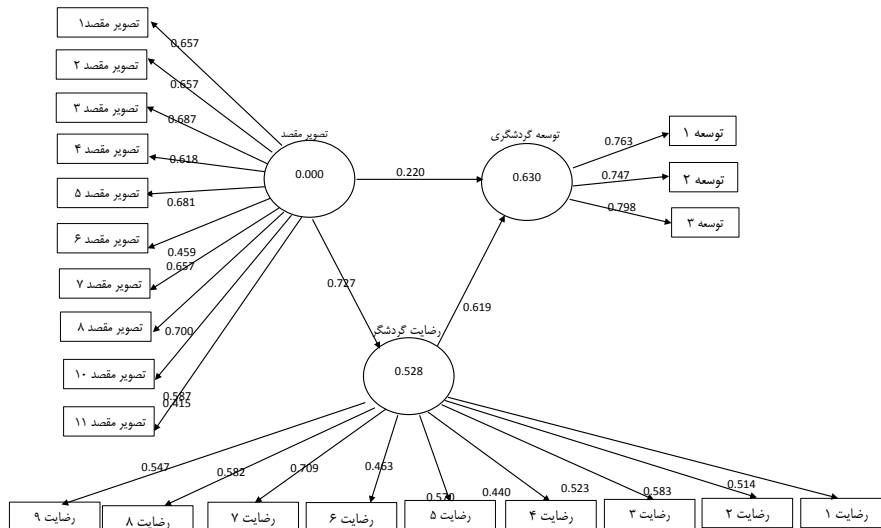 تصویر مقصد۱
0.657
تصویر مقصد ۲
0.657
تصویر مقصد ۳
0.687
تصویر مقصد ۴
0.618
تصویر مقصد ۵
0.681
تصویر مقصد ۶
0.459
0.657
تصویر مقصد ۷
تصویر مقصد ۸
0.700
تصویر مقصد ۱۰
0.587
0.415
تصویر مقصد ۱۱
تصویر مقصد
0.000
0.220
توسعه گردشگری
0.630
0.763
توسعه ۱
0.747
توسعه ۲
0.798
توسعه ۳
0.727
0.619
رضایت گردشگر
0.528
0.547
0.582
0.709
0.463
0.570
0.440
0.523
0.583
0.514
رضایت ۱
رضایت ۲
رضایت ۳
رضایت ۴
رضایت ۵
رضایت ۶
رضایت ۷
رضایت ۸
رضایت ۹